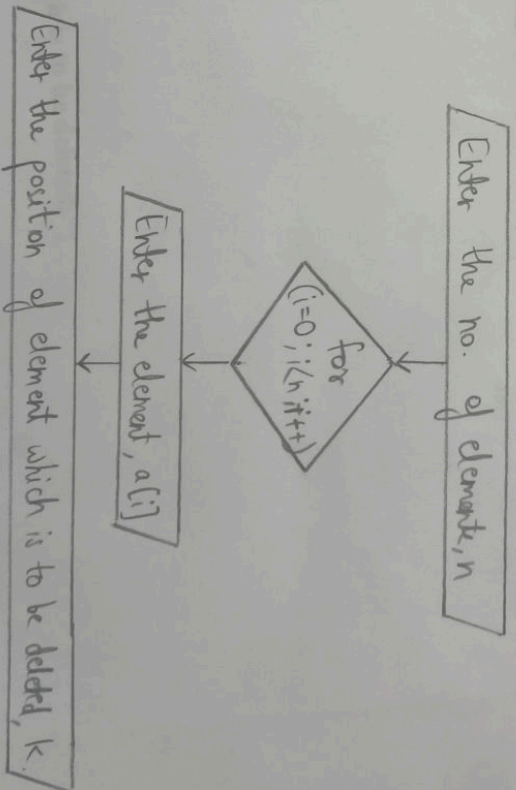 Enter the no. of elements, n
for
(i=0; i<n; i++)
Enter the element, a[i]
Enter the position of element which is to be deleted, k.